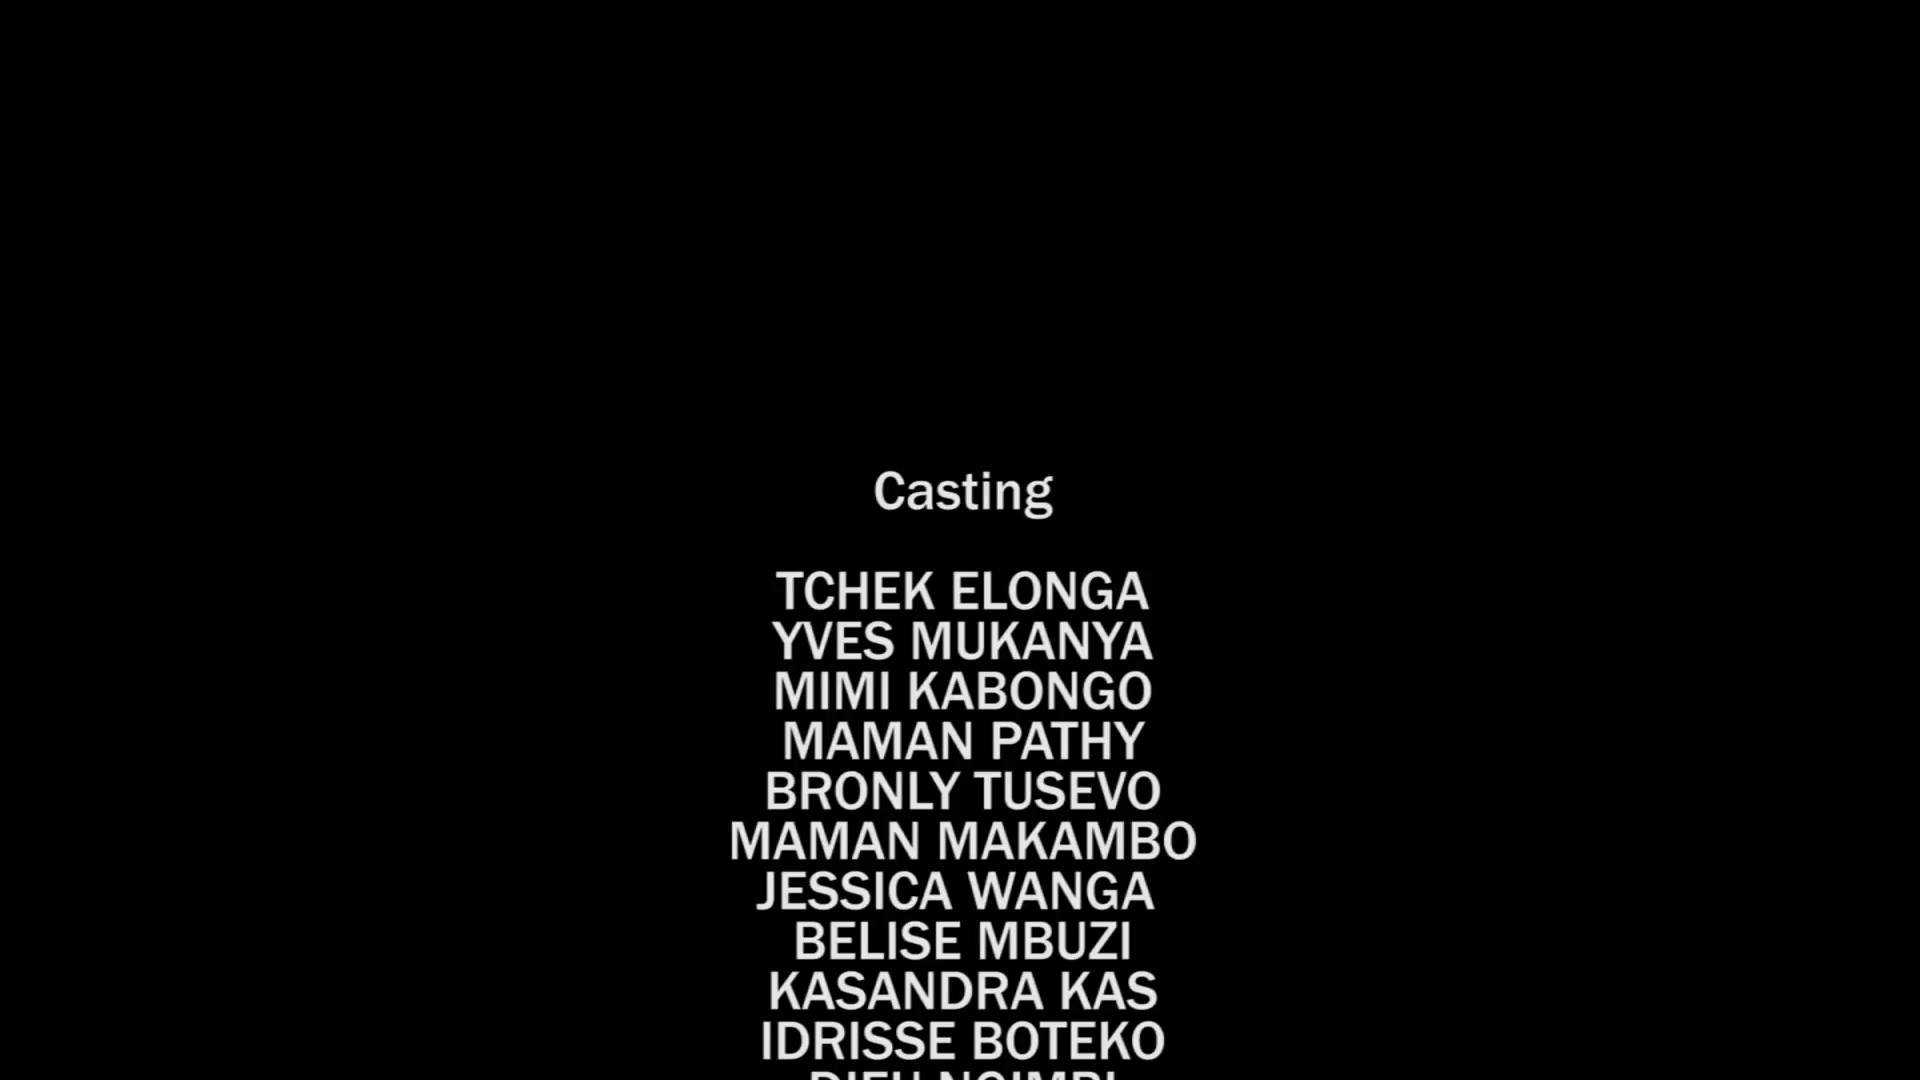 Casting
TCHEK ELONGA
YVES MUKANYA
MIMI KABONGO
MAMAN PATHY
BRONLY TUSEVO
MAMAN MAKAMBO
JESSICA WANGA
BELISE MBUZI
KASANDRA KAS
IDRISSE BOTEKO